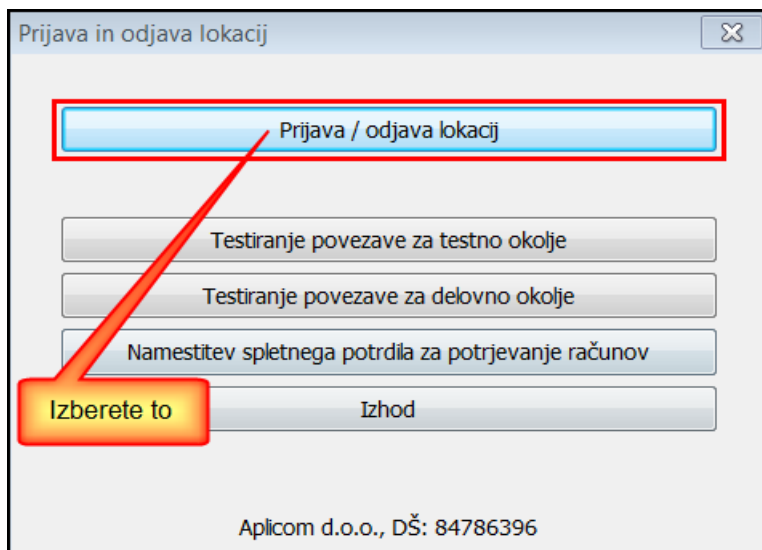 Prijava in odjava lokacij
Prijava / odjava lokacij
Testiranje povezave za testno okolje
Testiranje povezave za delovno okolje
Namestitev spletnega potrdila za potrjevanje računov
Izberete to
Izhod
Aplicom d.o.o., DŠ: 84786396